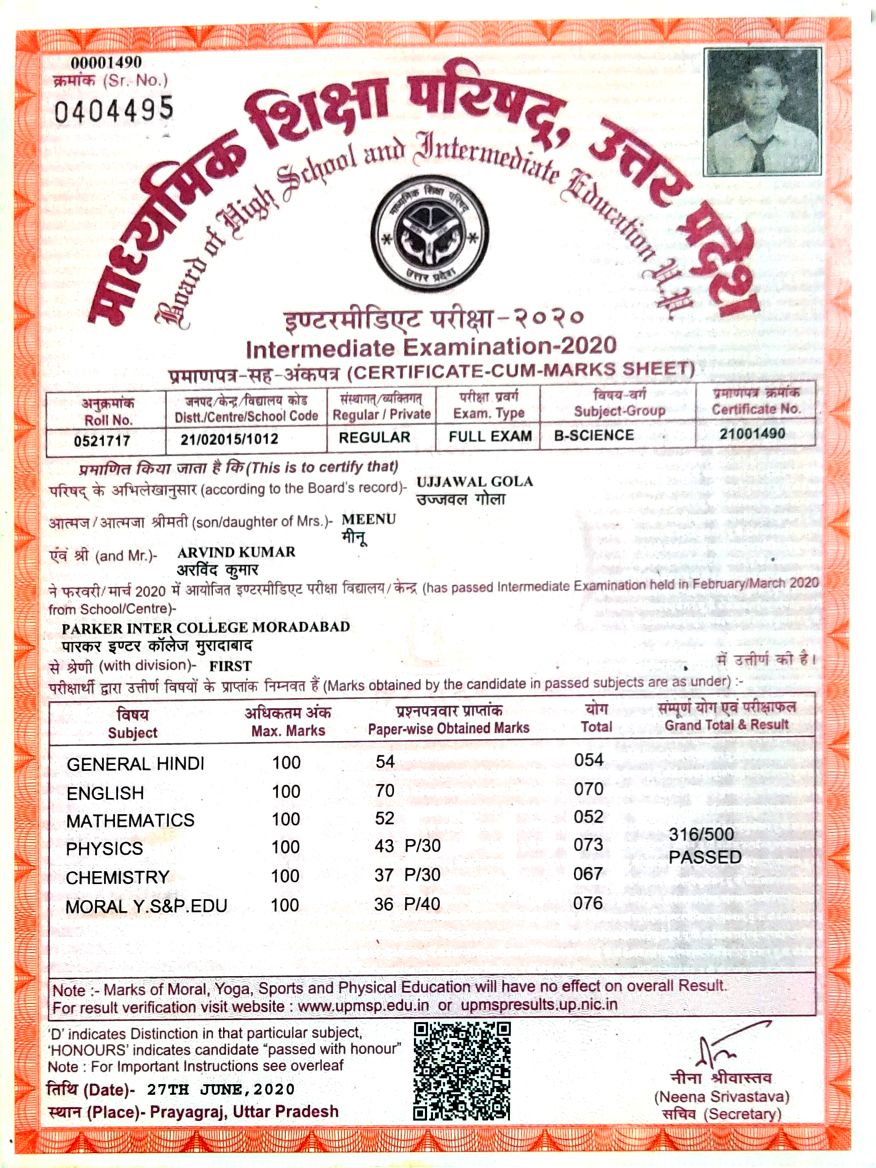 00001490
क्रमांक (Sr. No.)
0404495
माध्यमिक शिक्षा परिषद्, उत्तर प्रदेश
Board of High School and Intermediate Education U.P.
माध्यमिक शिक्षा परिषद
उत्तर प्रदेश
इण्टरमीडिएट परीक्षा-२०२०
Intermediate Examination-2020
प्रमाणपत्र-सह-अंकपत्र (CERTIFICATE-CUM-MARKS SHEET)
अनुक्रमांक जनपद/केन्द्र/विद्यालय कोड संस्थागत्/व्यक्तिगत् परीक्षा प्रवर्ग विषय-वर्ग प्रमाणपत्र क्रमांक
Roll No. Distt./Centre/School Code Regular / Private Exam. Type Subject-Group Certificate No.
0521717 21/02015/1012 REGULAR FULL EXAM B-SCIENCE 21001490
प्रमाणित किया जाता है कि (This is to certify that)
परिषद् के अभिलेखानुसार (according to the Board's record)- UJJAWAL GOLA
उज्जवल गोला
आत्मज/आत्मजा श्रीमती (son/daughter of Mrs.)- MEENU
मीनू
एंवं श्री (and Mr.)- ARVIND KUMAR
अरविंद कुमार
ने फरवरी/मार्च 2020 में आयोजित इण्टरमीडिएट परीक्षा विद्यालय/केन्द्र (has passed Intermediate Examination held in February/March 2020
from School/Centre)-
PARKER INTER COLLEGE MORADABAD
पारकर इण्टर कॉलेज मुरादाबाद
से श्रेणी (with division)- FIRST में उत्तीर्ण की है।
परीक्षार्थी द्वारा उत्तीर्ण विषयों के प्राप्तांक निम्नवत हैं (Marks obtained by the candidate in passed subjects are as under) :-
विषय अधिकतम अंक प्रश्नपत्रवार प्राप्तांक योग संम्पूर्ण योग एवं परीक्षाफल
Subject Max. Marks Paper-wise Obtained Marks Total Grand Total & Result
GENERAL HINDI 100 54 054
ENGLISH 100 70 070
MATHEMATICS 100 52 052
316/500
PHYSICS 100 43 P/30 073
PASSED
CHEMISTRY 100 37 P/30 067
MORAL Y.S&P.EDU 100 36 P/40 076
Note :- Marks of Moral, Yoga, Sports and Physical Education will have no effect on overall Result.
For result verification visit website : www.upmsp.edu.in or upmspresults.up.nic.in
'D' indicates Distinction in that particular subject,
'HONOURS' indicates candidate "passed with honour"
Note : For Important Instructions see overleaf
तिथि (Date)- 27TH JUNE,2020
स्थान (Place)- Prayagraj, Uttar Pradesh
नीना श्रीवास्तव
(Neena Srivastava)
सचिव (Secretary)